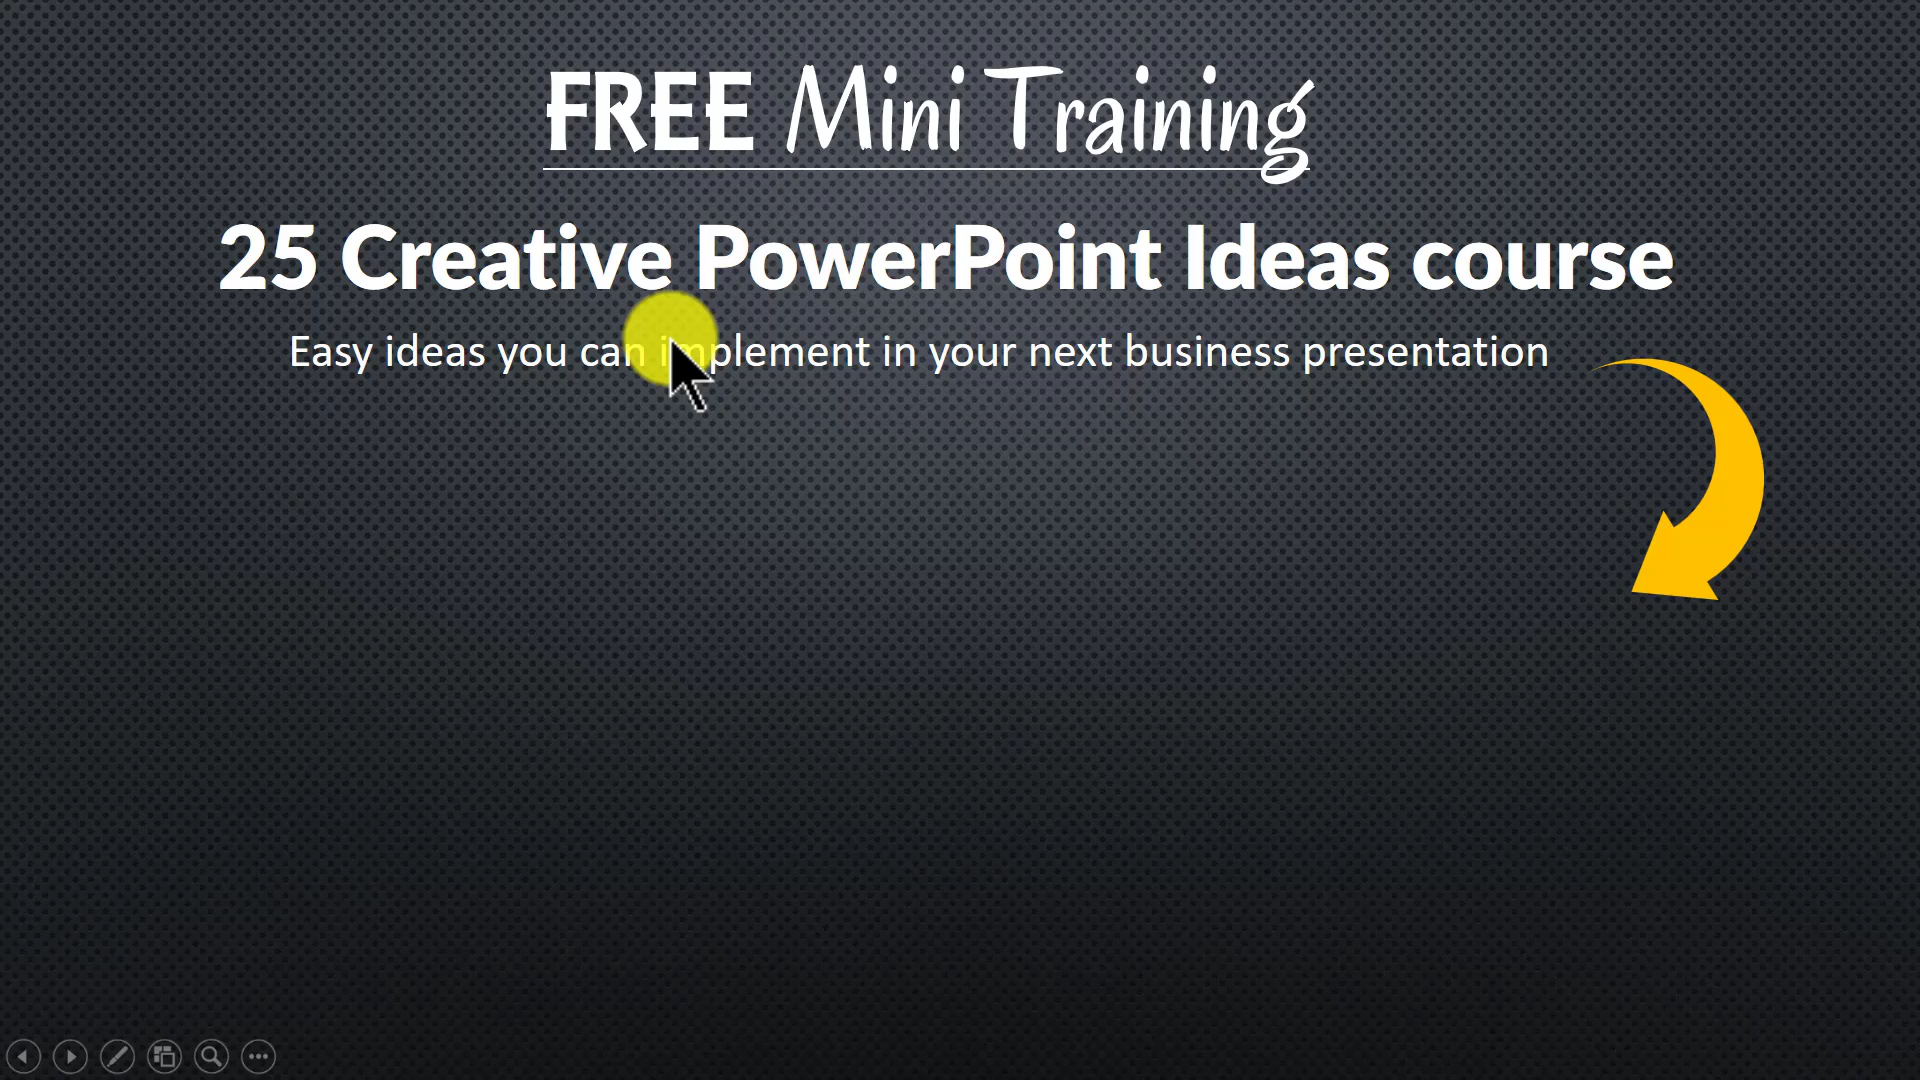 FREE Mini Training
25 Creative PowerPoint Ideas course
Easy ideas you can implement in your next business presentation